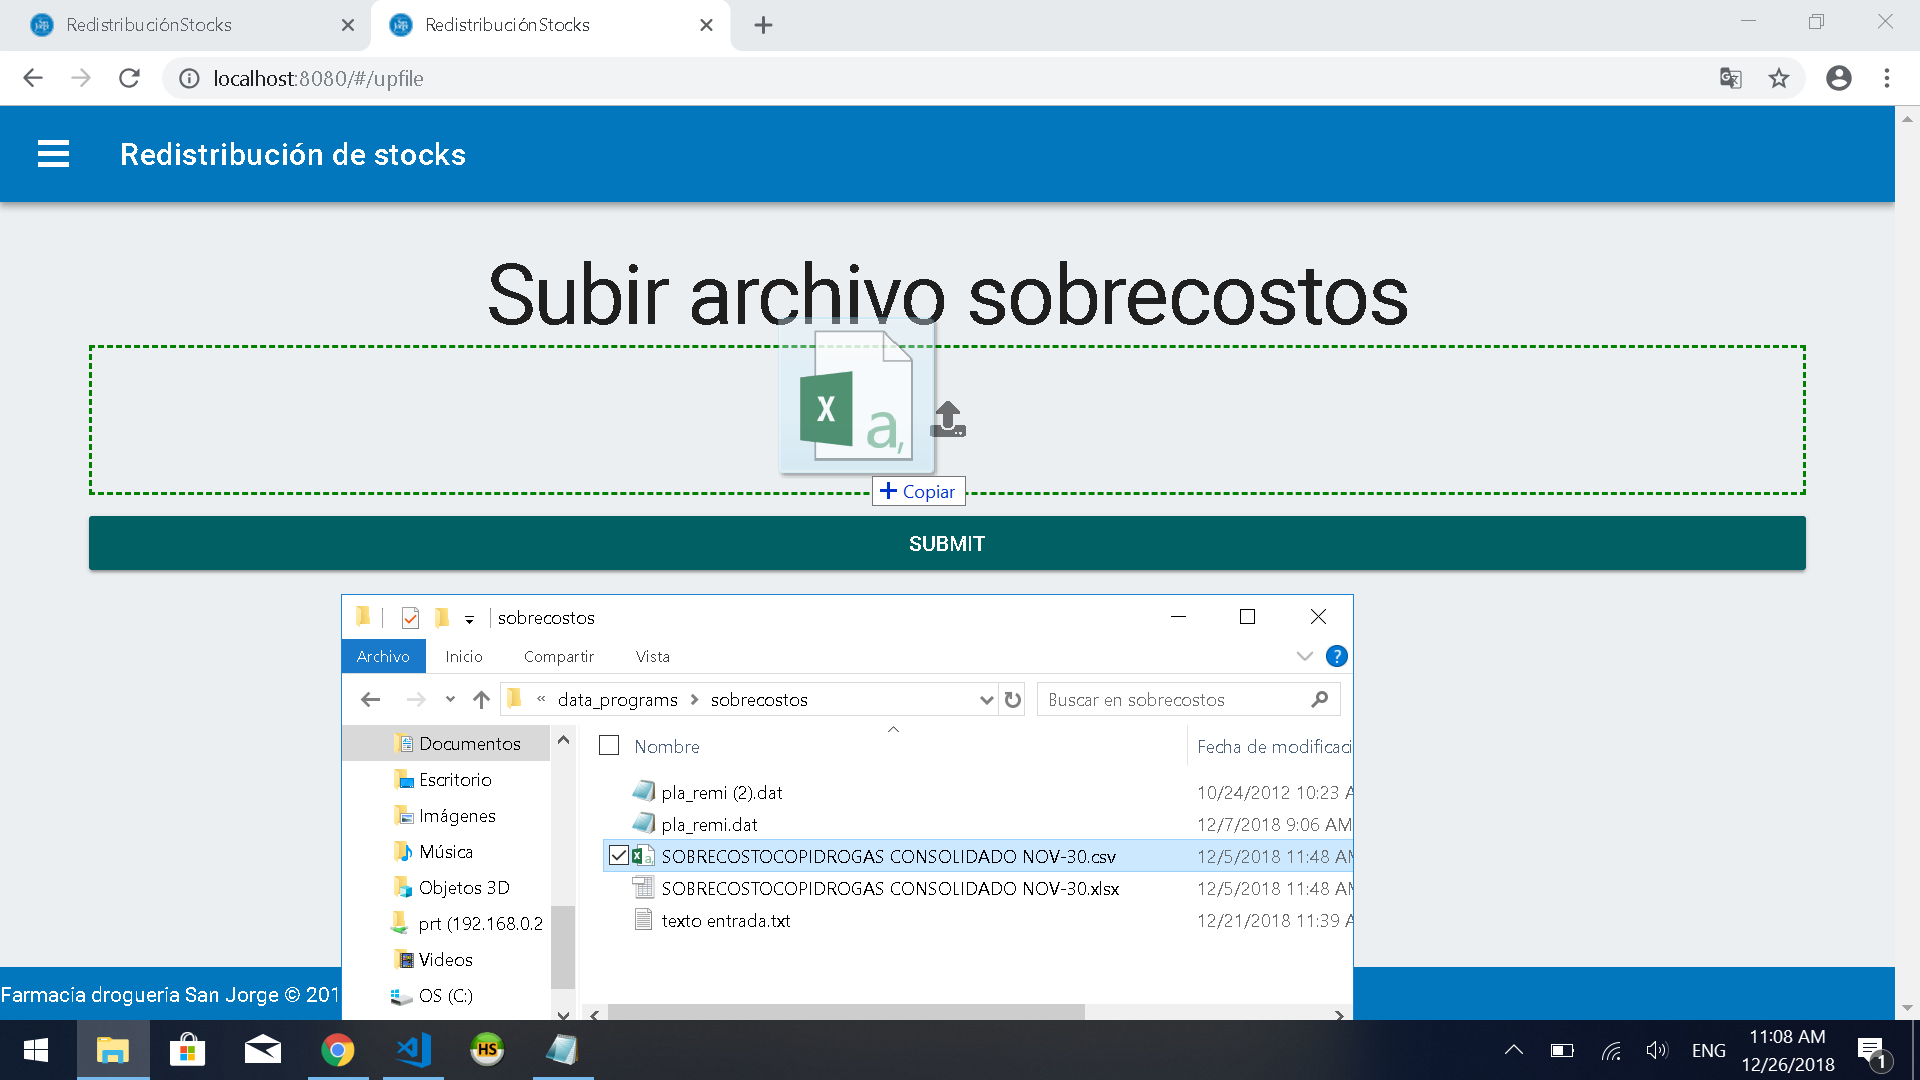 RedistribuciónStocks
RedistribuciónStocks
localhost:8080/#/upfile
Redistribución de stocks
Subir archivo sobrecostos
X a,
Copiar
SUBMIT
sobrecostos
Archivo Inicio Compartir Vista
?
« data_programs > sobrecostos
Buscar en sobrecostos
Nombre
Fecha de modificaci
Documentos
Escritorio
Imágenes
Música
Objetos 3D
prt (192.168.0.2
Videos
OS (C:)
pla_remi (2).dat 10/24/2012 10:23 A
pla_remi.dat 12/7/2018 9:06 AM
SOBRECOSTOCOPIDROGAS CONSOLIDADO NOV-30.csv 12/5/2018 11:48 AM
SOBRECOSTOCOPIDROGAS CONSOLIDADO NOV-30.xlsx 12/5/2018 11:48 AM
texto entrada.txt 12/21/2018 11:39 A
Farmacia drogueria San Jorge © 201
HS
ENG
11:08 AM
12/26/2018
1